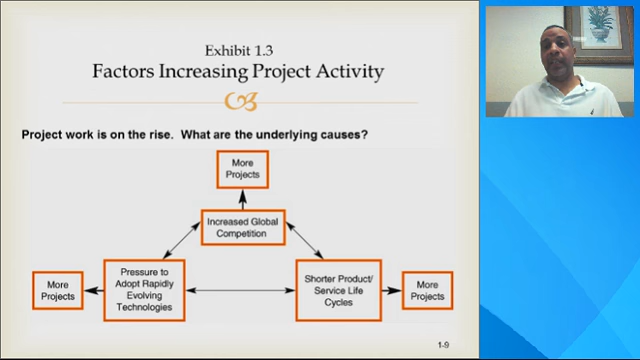 Exhibit 1.3
Factors Increasing Project Activity
Project work is on the rise. What are the underlying causes?
More
Projects
Increased Global
Competition
Pressure to
Adopt Rapidly
Evolving
Technologies
More
Projects
Shorter Product/
Service Life
Cycles
More
Projects
1-9